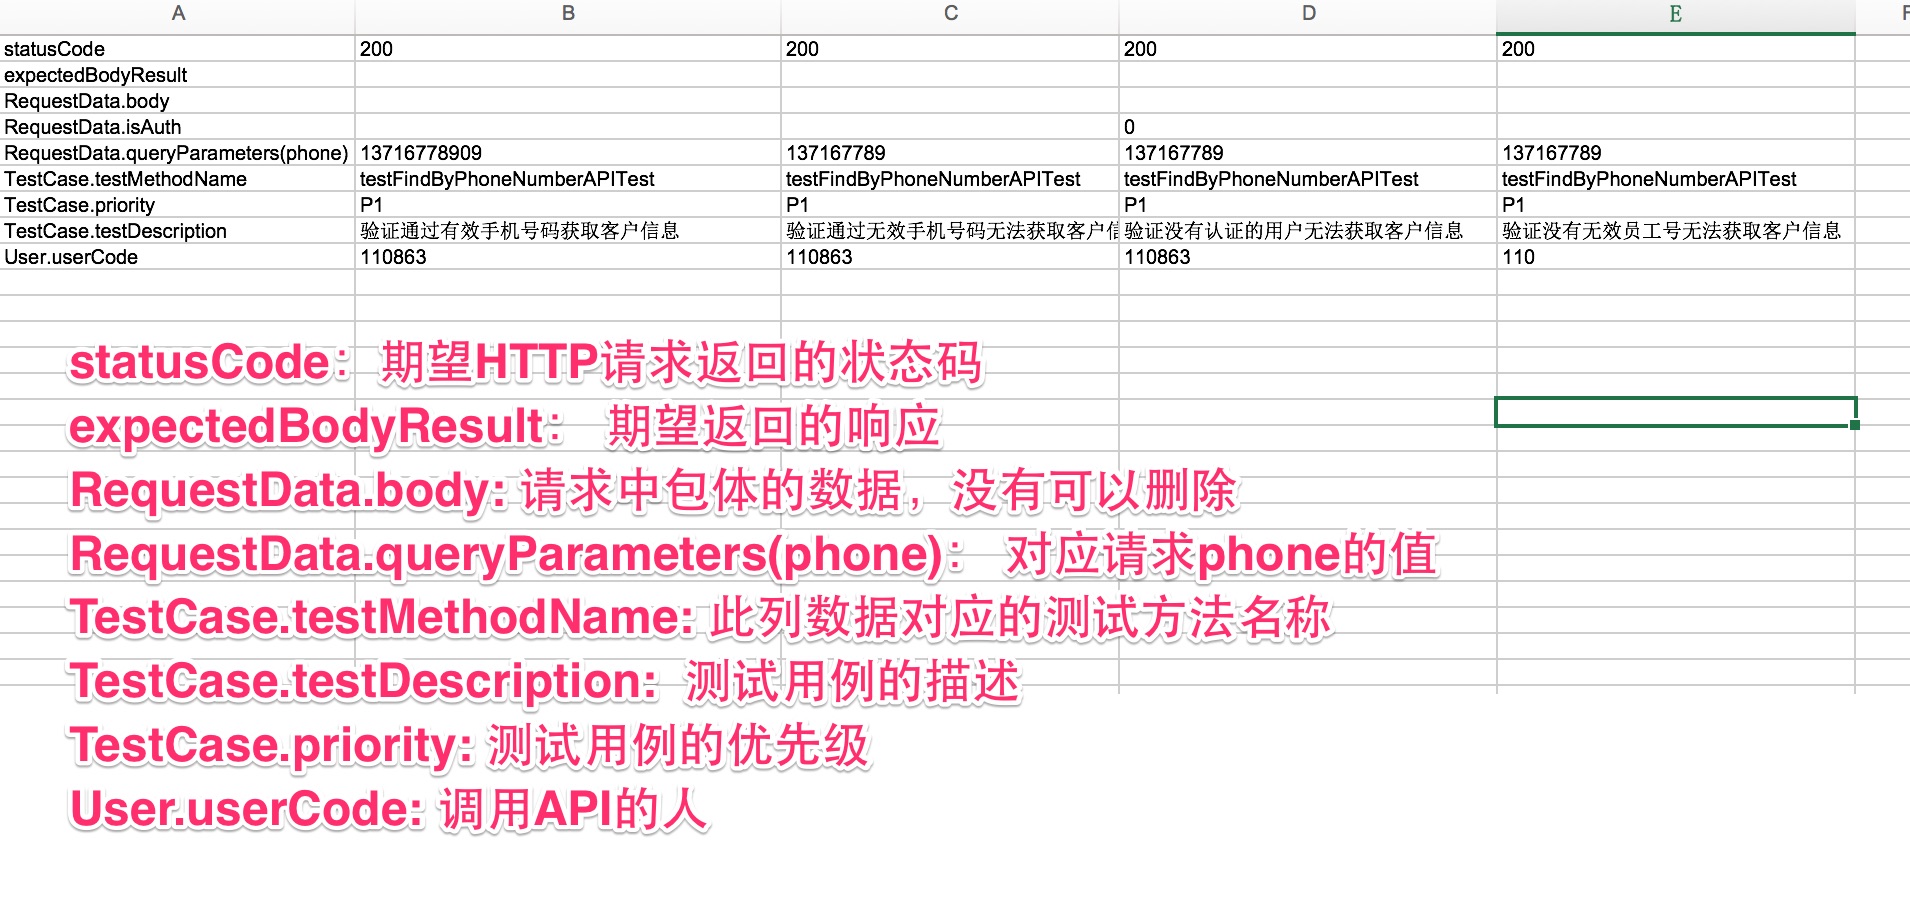 A B C D E F
statusCode 200 200 200 200
expectedBodyResult
RequestData.body
RequestData.isAuth 0
RequestData.queryParameters(phone) 13716778909 137167789 137167789 137167789
TestCase.testMethodName testFindByPhoneNumberAPITest testFindByPhoneNumberAPITest testFindByPhoneNumberAPITest testFindByPhoneNumberAPITest
TestCase.priority P1 P1 P1 P1
TestCase.testDescription 验证通过有效手机号码获取客户信息 验证通过无效手机号码无法获取客户信 验证没有认证的用户无法获取客户信息 验证没有无效员工号无法获取客户信息
User.userCode 110863 110863 110863 110
statusCode：期望HTTP请求返回的状态码
expectedBodyResult： 期望返回的响应
RequestData.body: 请求中包体的数据，没有可以删除
RequestData.queryParameters(phone)： 对应请求phone的值
TestCase.testMethodName: 此列数据对应的测试方法名称
TestCase.testDescription: 测试用例的描述
TestCase.priority: 测试用例的优先级
User.userCode: 调用API的人